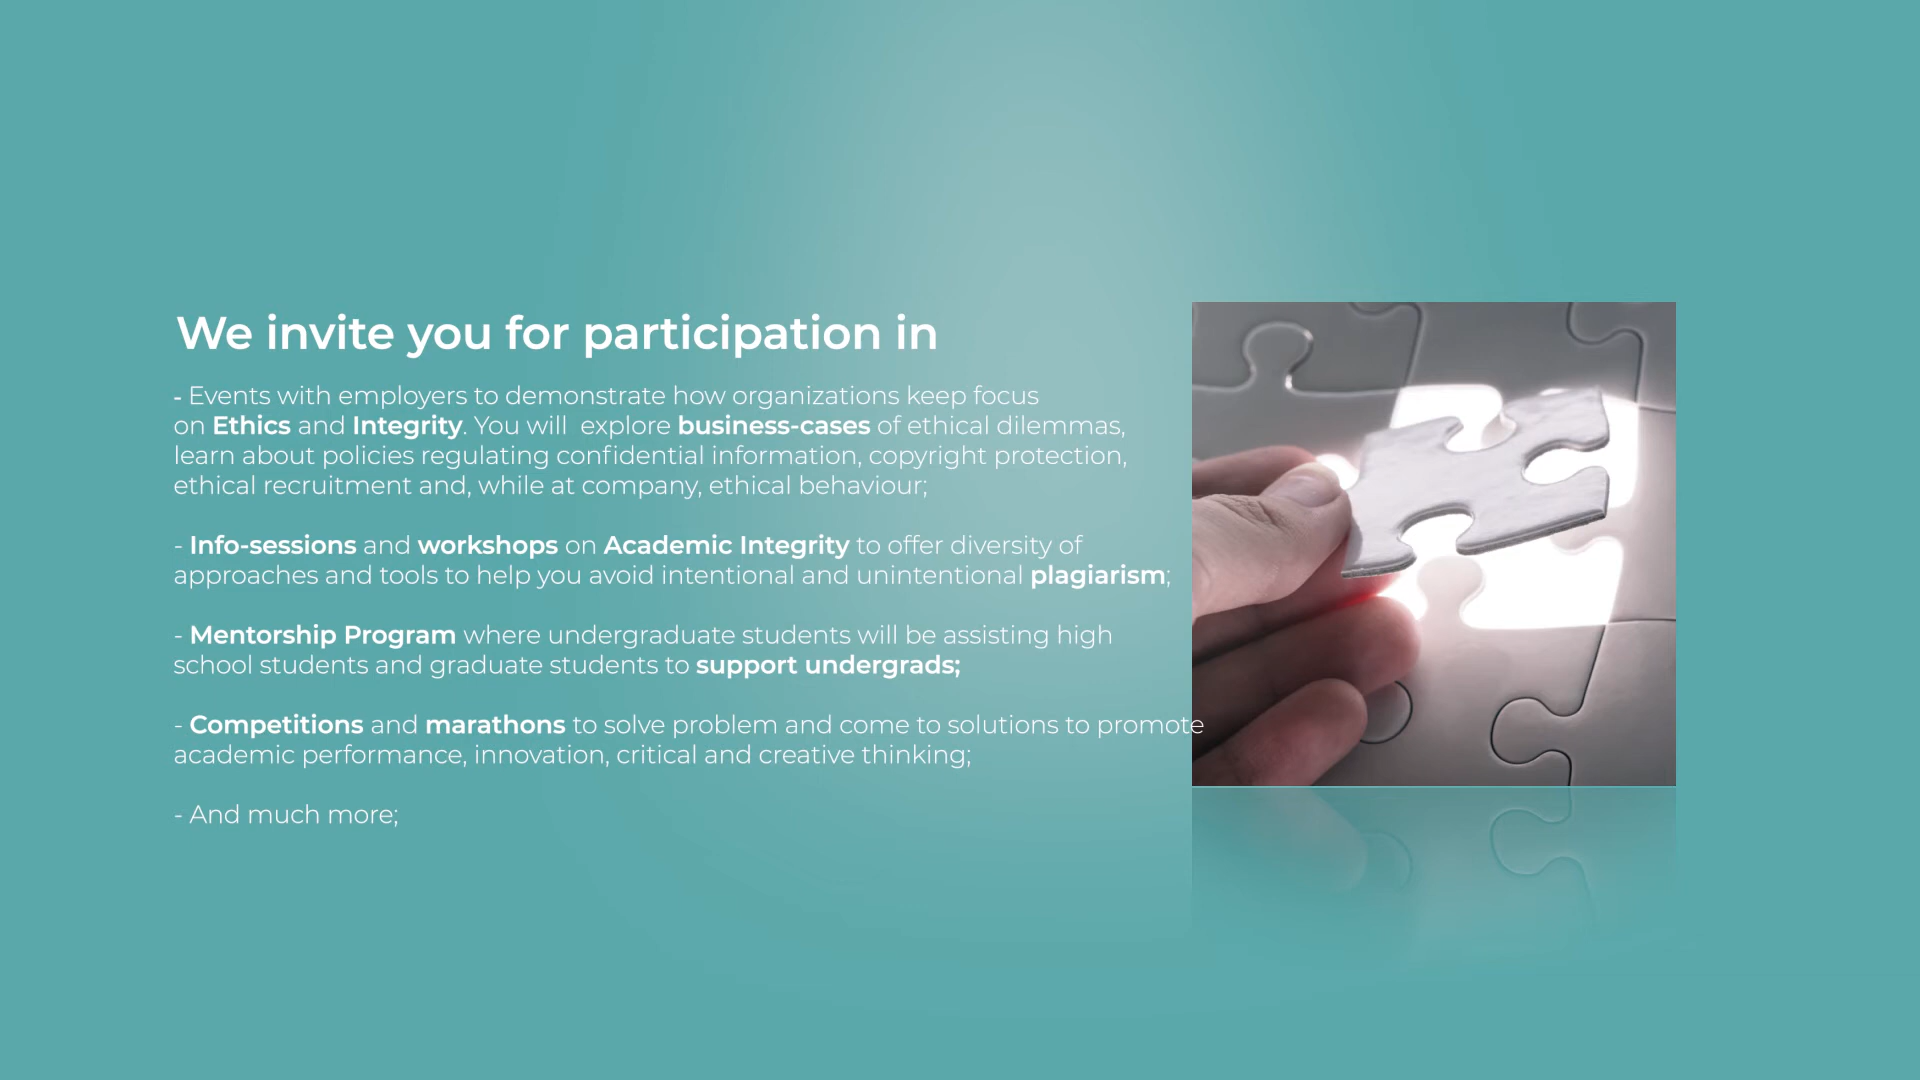 We invite you for participation in
- Events with employers to demonstrate how organizations keep focus
on Ethics and Integrity. You will  explore business-cases of ethical dilemmas,
learn about policies regulating confidential information, copyright protection,
ethical recruitment and, while at company, ethical behaviour;
- Info-sessions and workshops on Academic Integrity to offer diversity of
approaches and tools to help you avoid intentional and unintentional plagiarism;
- Mentorship Program where undergraduate students will be assisting high
school students and graduate students to support undergrads;
- Competitions and marathons to solve problem and come to solutions to promote
academic performance, innovation, critical and creative thinking;
- And much more;